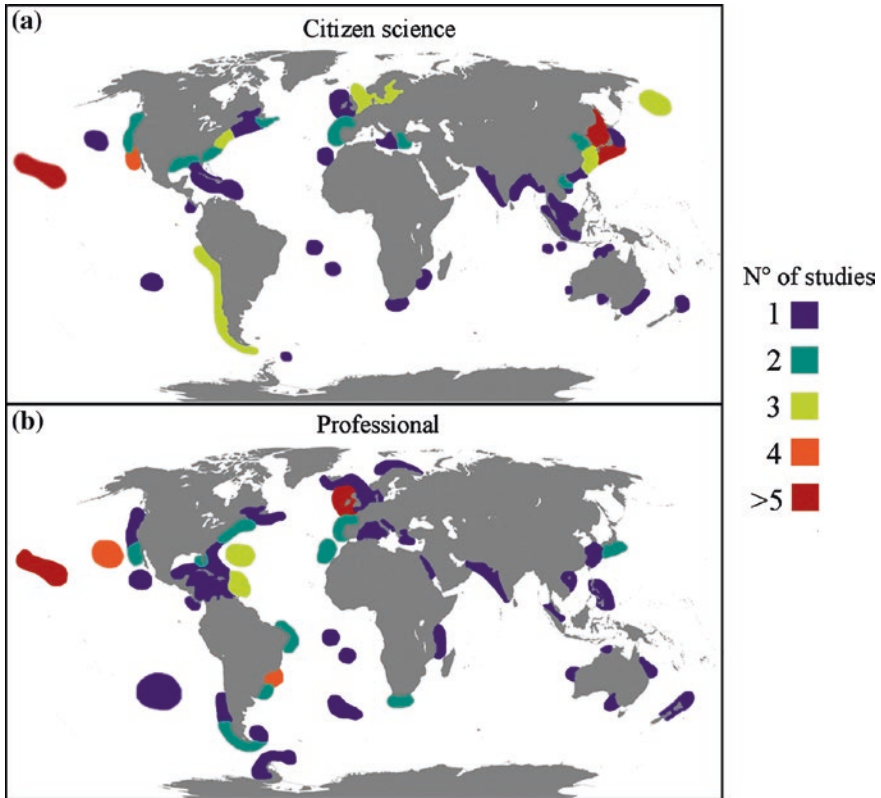 (a)
Citizen science
N° of studies
1
2
3
4
>5
(b)
Professional